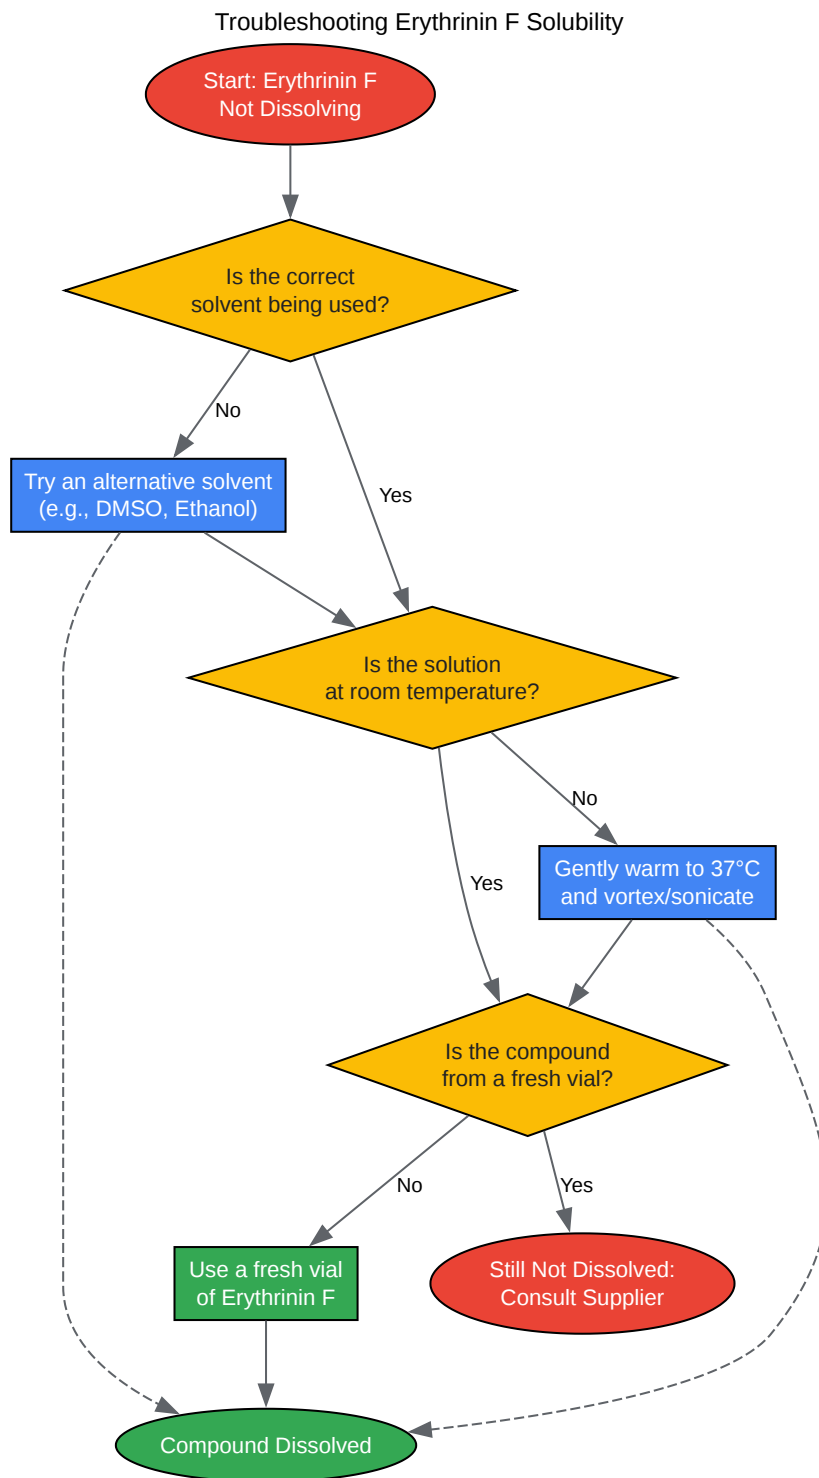 Troubleshooting Erythrinin F Solubility
Start: Erythrinin F
Not Dissolving
Is the correct
solvent being used?
No
Try an alternative solvent
(e.g., DMSO, Ethanol)
Yes
Is the solution
at room temperature?
No
Gently warm to 37°C
and vortex/sonicate
Yes
Is the compound
from a fresh vial?
No
Yes
Use a fresh vial
of Erythrinin F
Still Not Dissolved:
Consult Supplier
Compound Dissolved